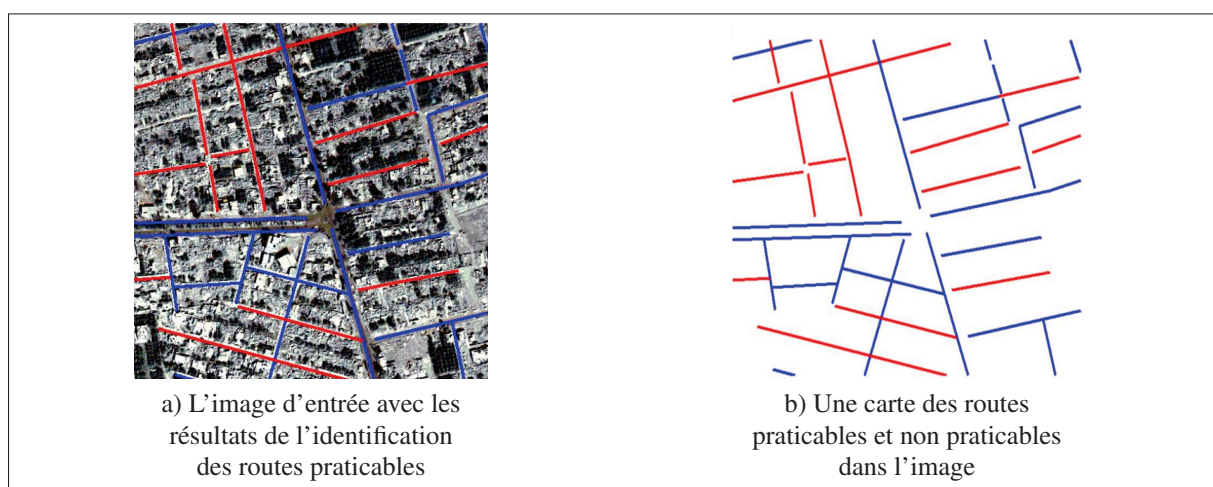 a) L’image d’entrée avec les
résultats de l’identification
des routes praticables
b) Une carte des routes
praticables et non praticables
dans l’image